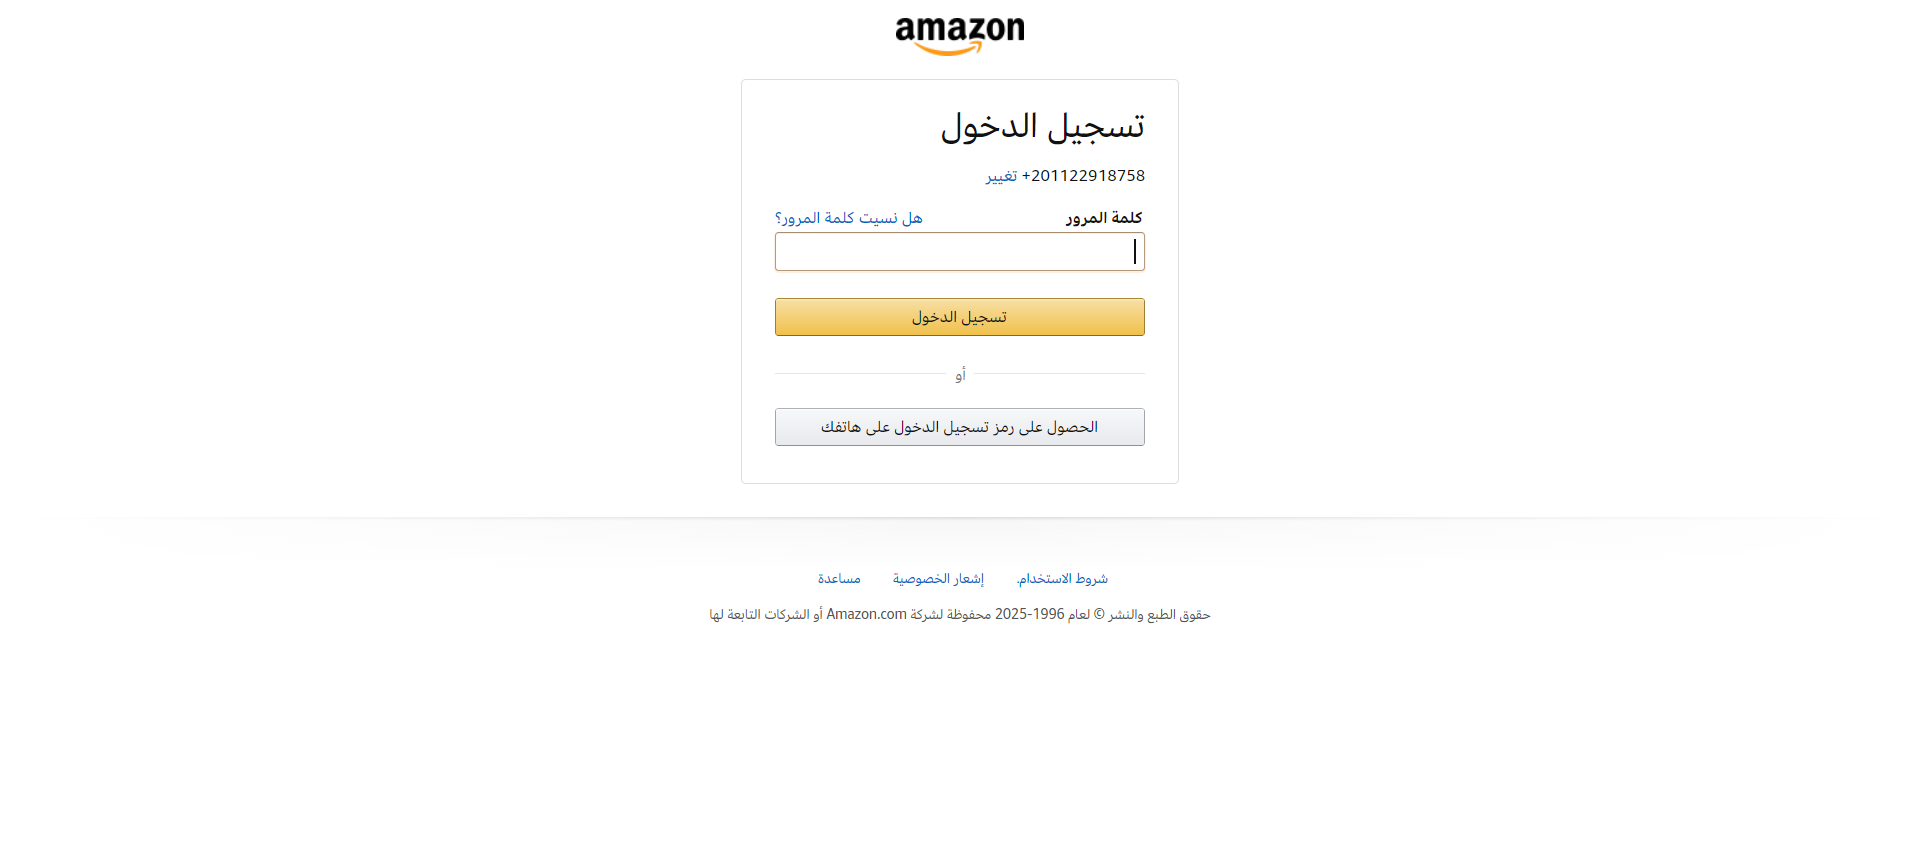 amazon
تسجيل الدخول
201122918758+ تغيير
كلمة المرور هل نسيت كلمة المرور؟
تسجيل الدخول
أو
الحصول على رمز تسجيل الدخول على هاتفك
شروط الاستخدام. إشعار الخصوصية مساعدة
حقوق الطبع والنشر © لعام 1996-2025 محفوظة لشركة Amazon.com أو الشركات التابعة لها